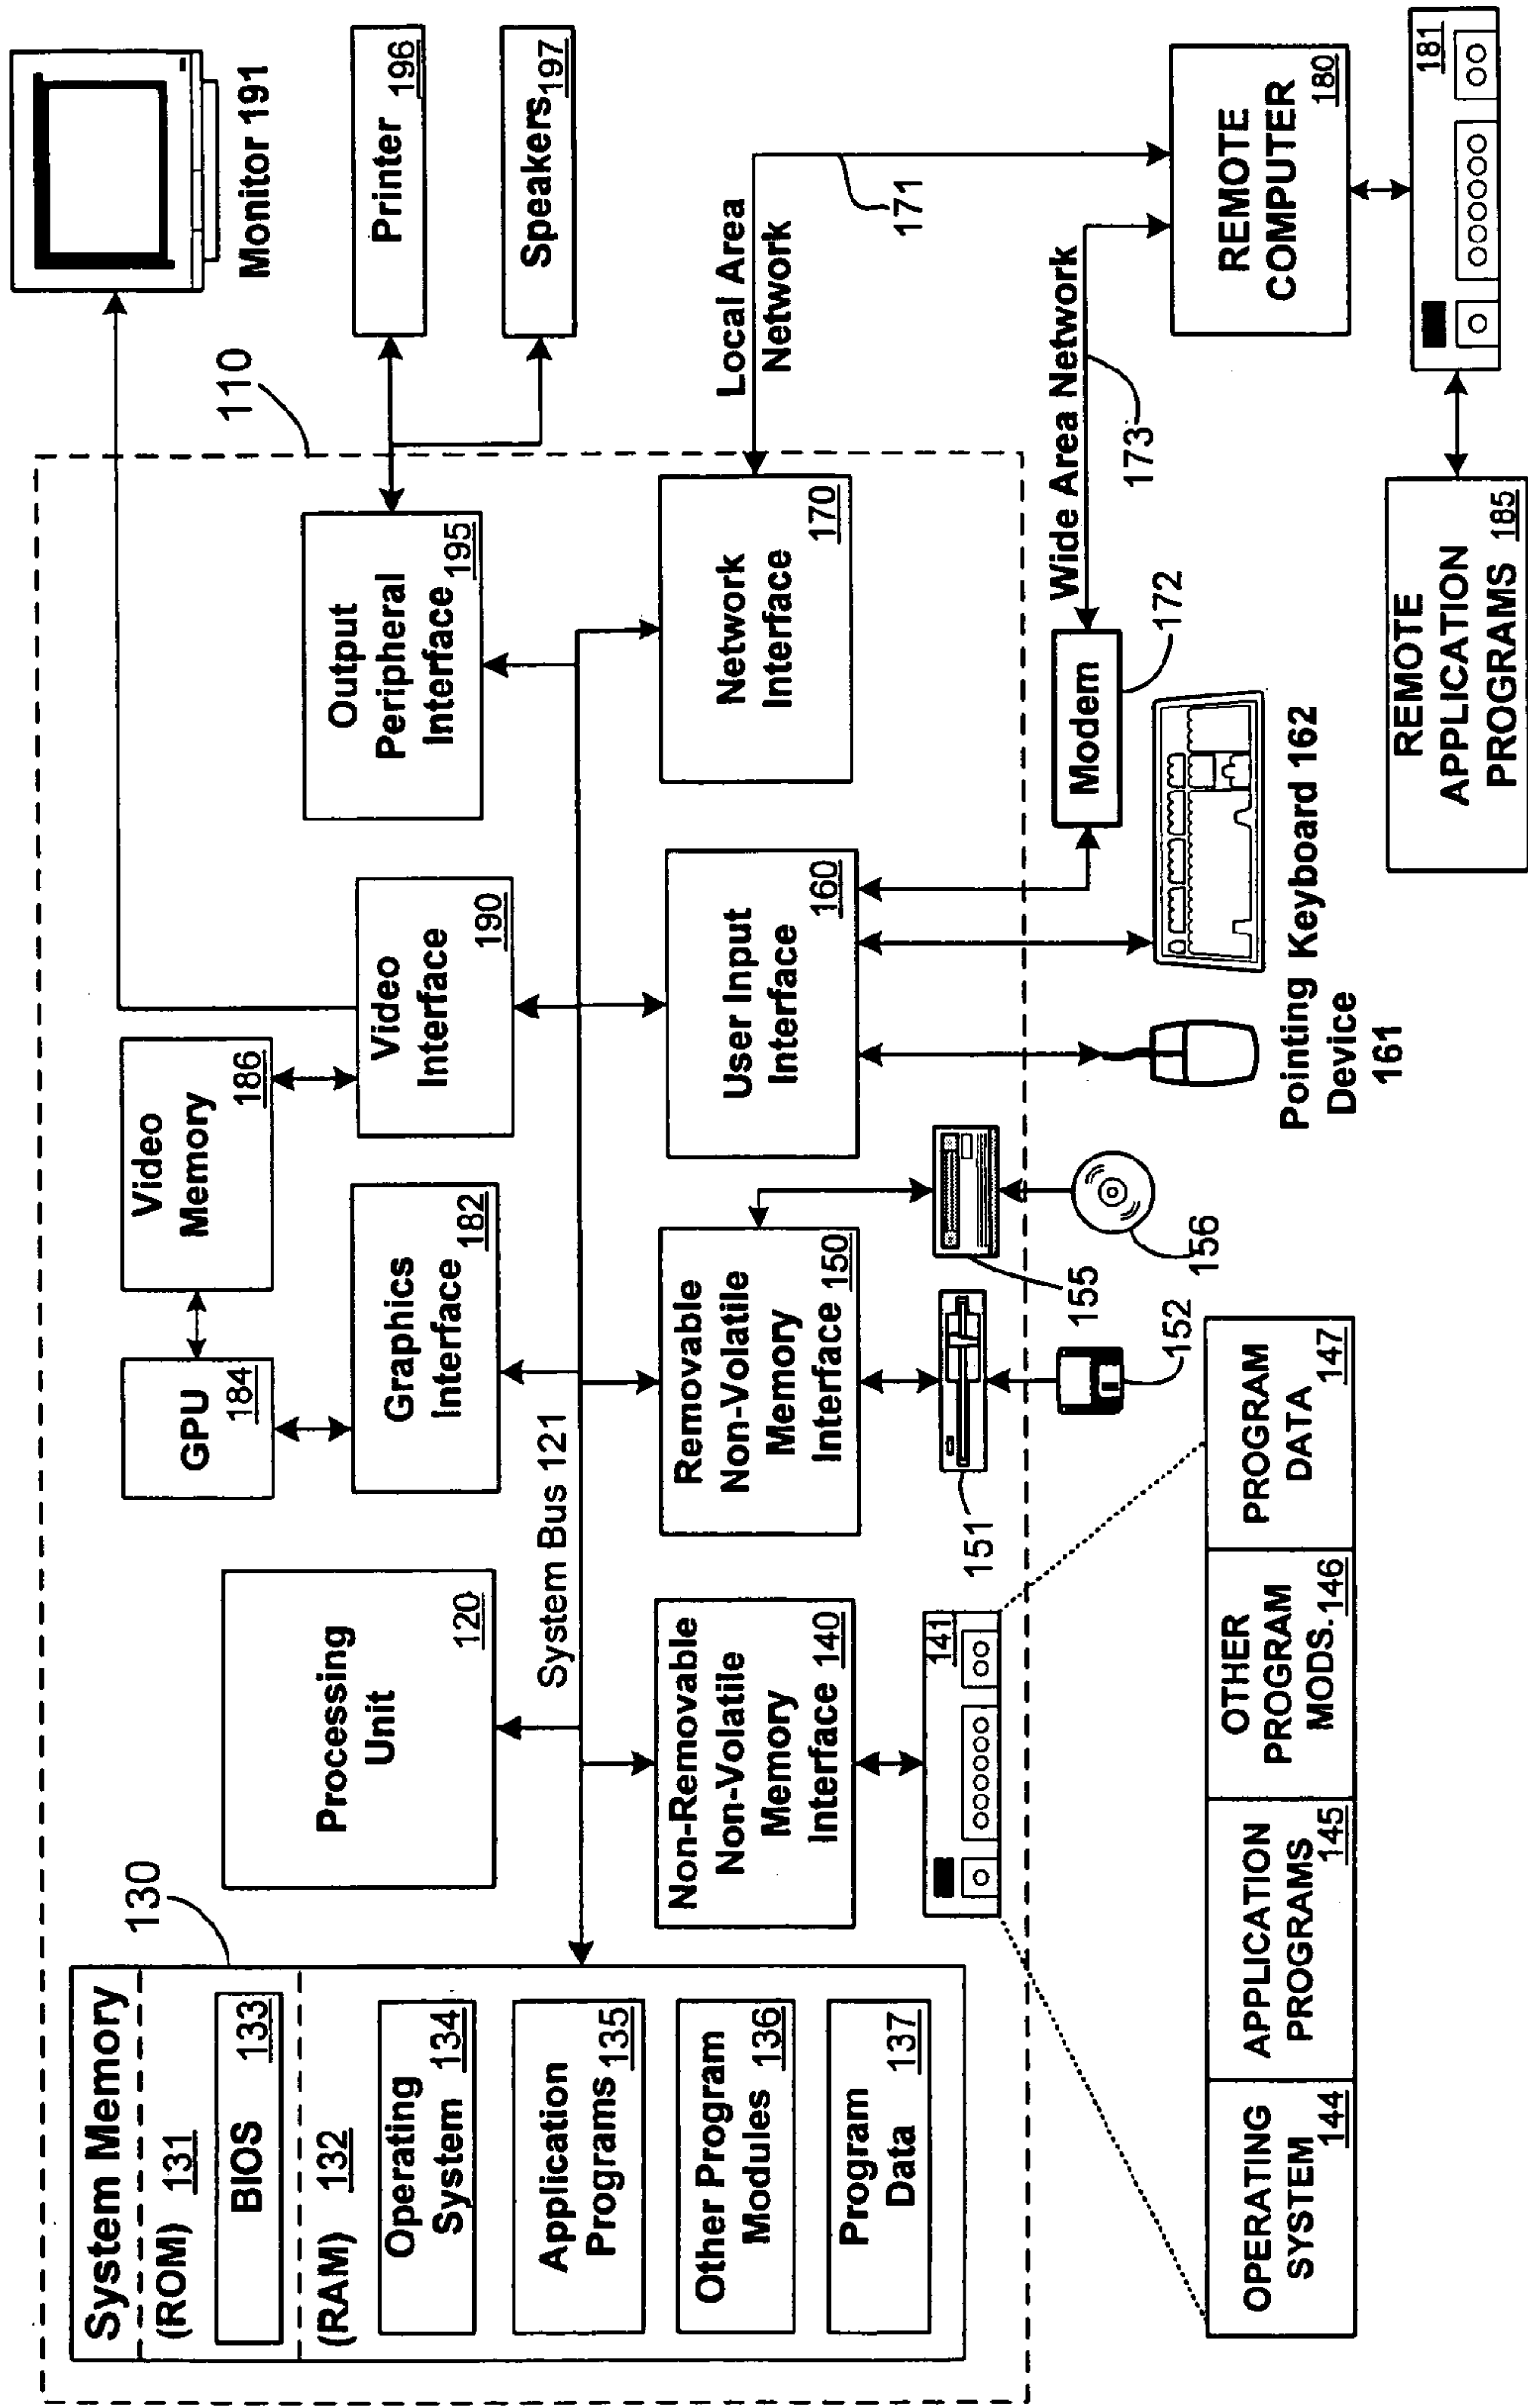 System Memory
(ROM) 131
BIOS 133
(RAM) 132
Operating
System 134
Application
Programs 135
Other Program
Modules 136
Program
Data 137
130
Processing
Unit
120
GPU
184
Video
Memory
186
Graphics
Interface
182
Video
Interface
190
Output
Peripheral
Interface 195
110
Monitor 191
Printer
196
Speakers
197
System Bus 121
Non-Removable
Non-Volatile
Memory
Interface 140
Removable
Non-Volatile
Memory
Interface 150
User Input
Interface
160
Network
Interface
170
Local Area
Network
171
141
151
155
152
156
Wide Area Network
173
Modem
172
Pointing
Device
161
Keyboard 162
REMOTE
COMPUTER
180
181
OPERATING
SYSTEM 144
APPLICATION
PROGRAMS 145
OTHER
PROGRAM
MODS. 146
PROGRAM
DATA 147
REMOTE
APPLICATION
PROGRAMS 185